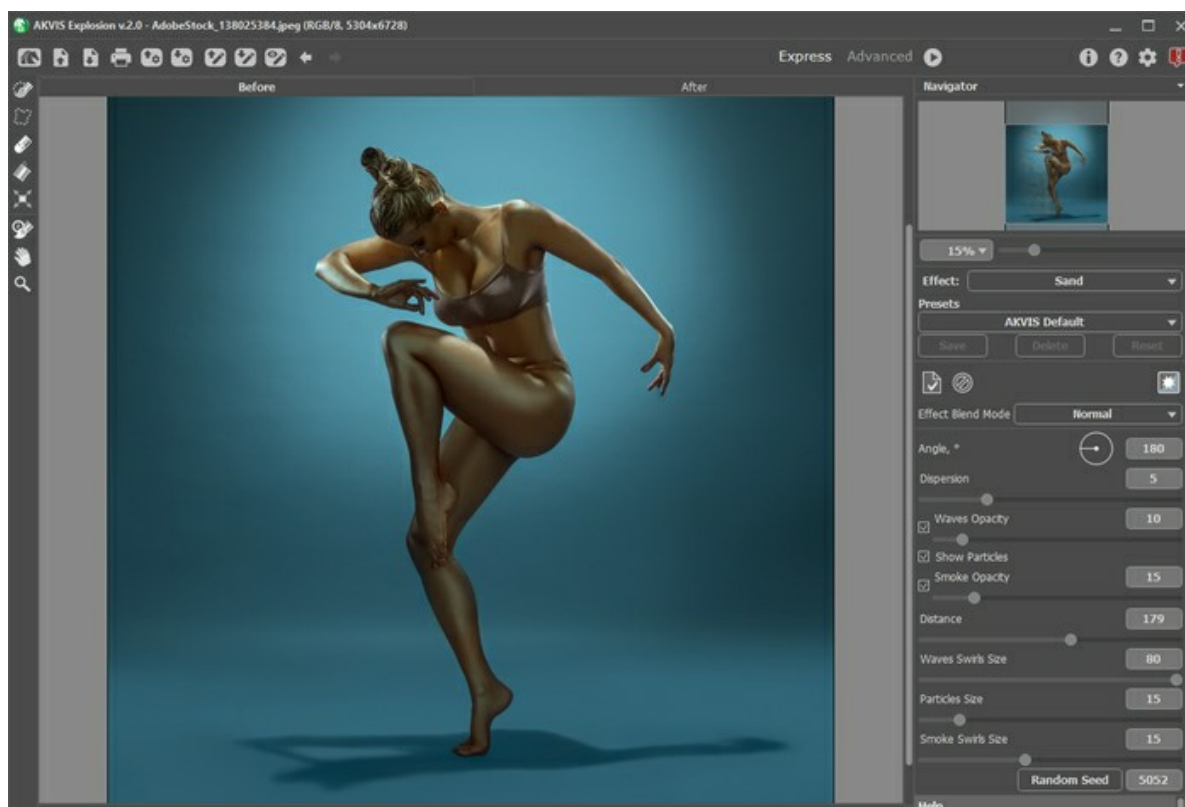 AKVIS Explosion v.2.0 - AdobeStock_138025384.jpeg (RGB/8, 5304x6728)
Express Advanced
Before After
Navigator
15%
Effect: Sand
Presets
AKVIS Default
Save Delete Reset
Effect Blend Mode Normal
Angle, ° 180
Dispersion 5
Waves Opacity 10
Show Particles
Smoke Opacity 15
Distance 179
Waves Swirls Size 80
Particles Size 15
Smoke Swirls Size 15
Random Seed 5052
Help